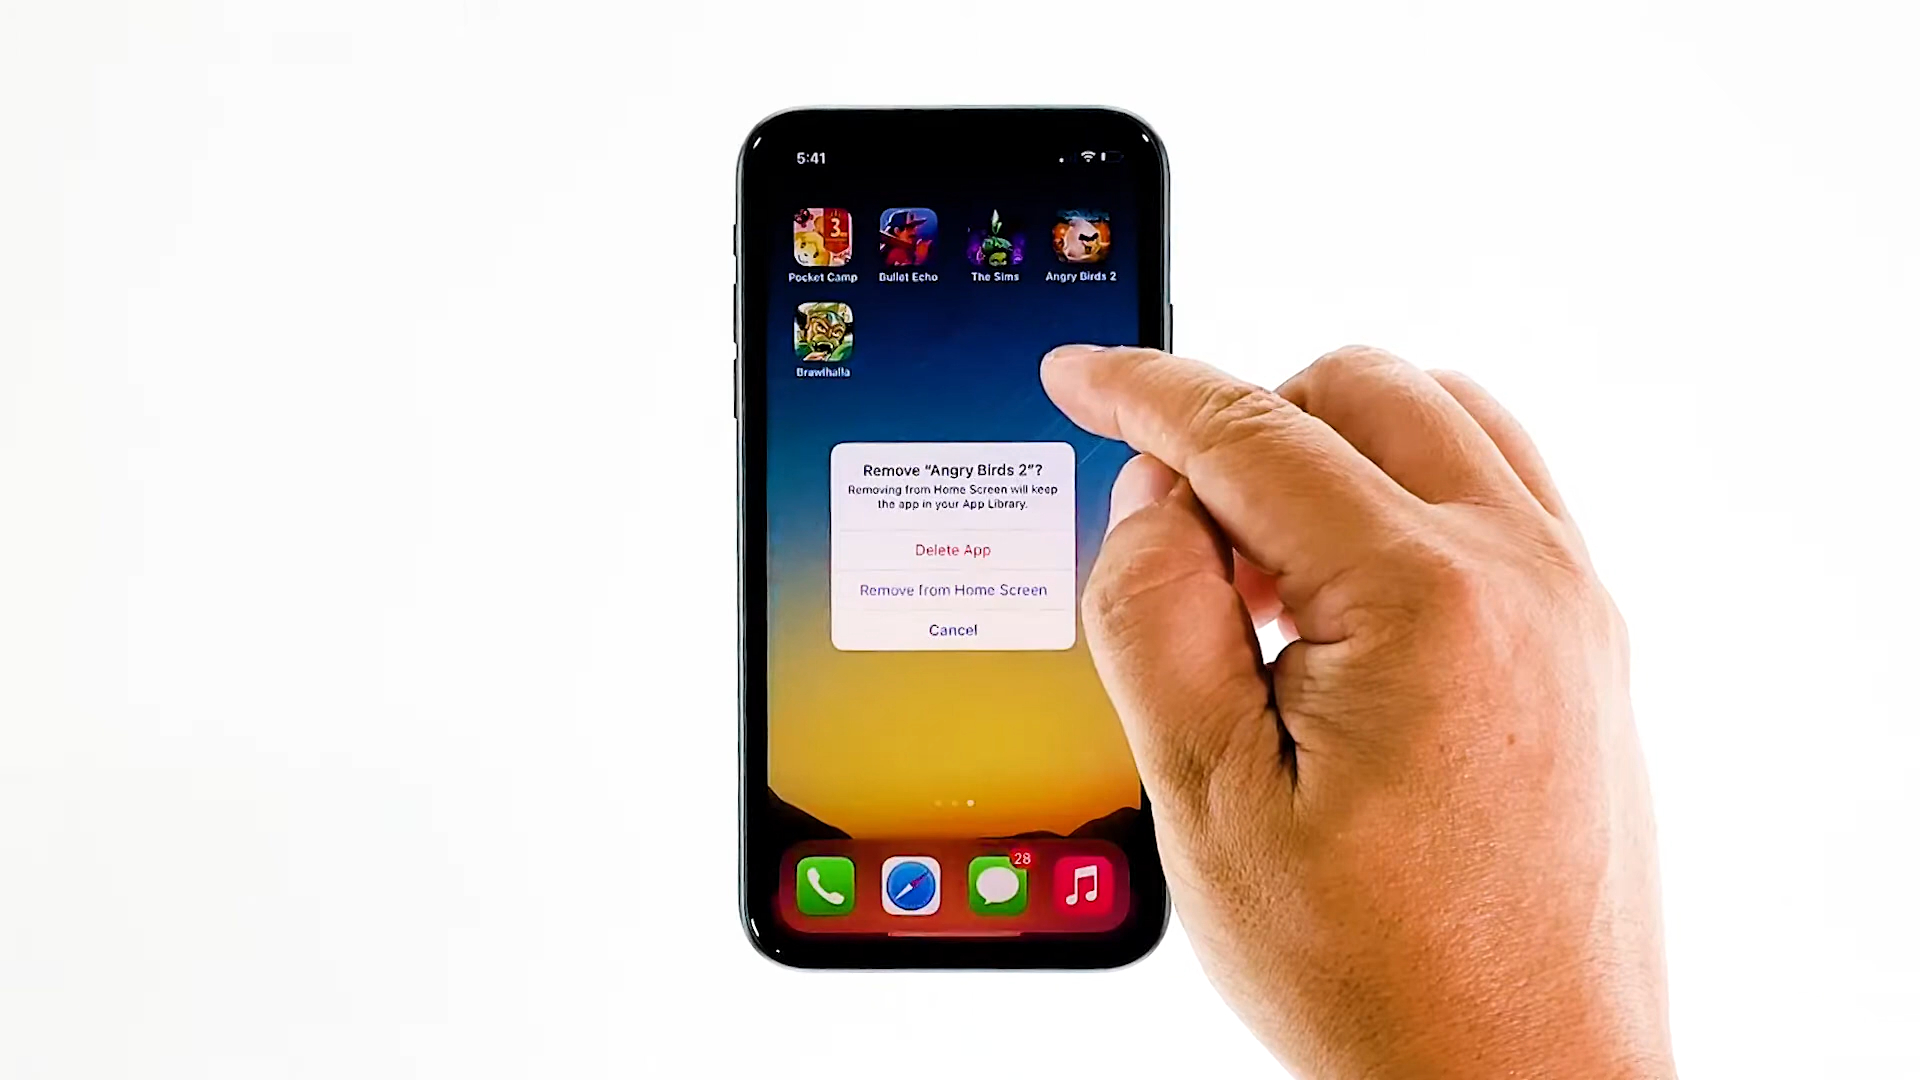 5:41
3
Pocket Camp
Bullet Echo
The Sims
Angry Birds 2
Brawlhalla
Remove “Angry Birds 2”?
Removing from Home Screen will keep
the app in your App Library.
Delete App
Remove from Home Screen
Cancel
28